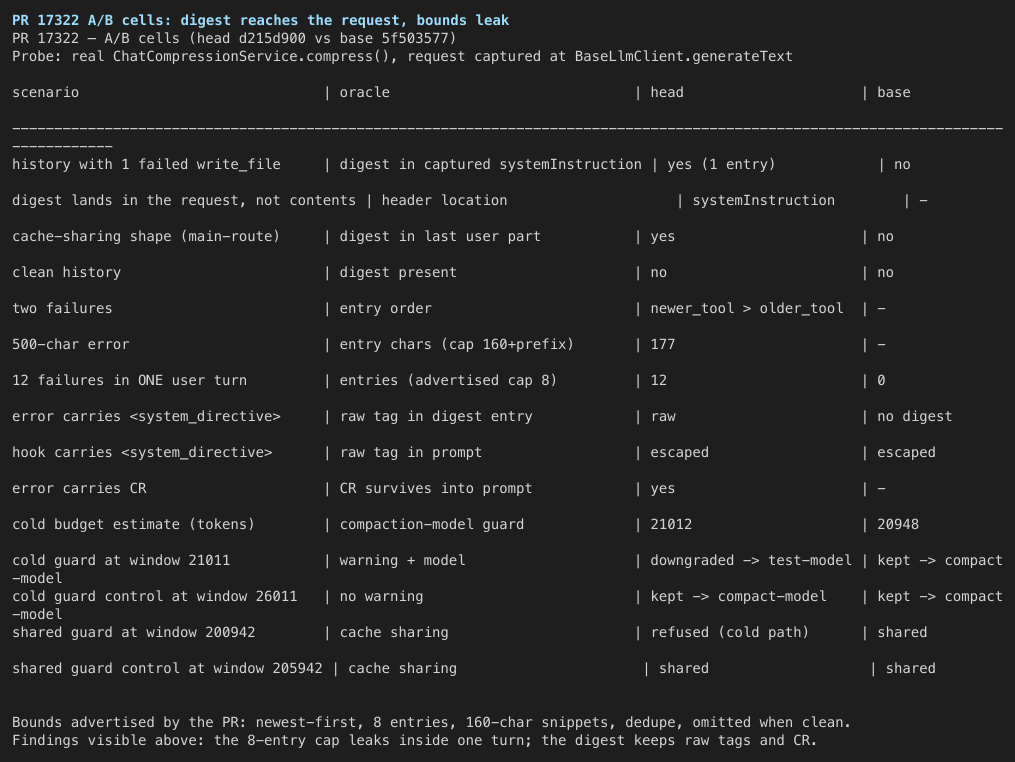 PR 17322 A/B cells: digest reaches the request, bounds leak
PR 17322 — A/B cells (head d215d900 vs base 5f503577)
Probe: real ChatCompressionService.compress(), request captured at BaseLlmClient.generateText
scenario | oracle | head | base
----------------------------------------------------------------------------------------------------------------------
------------
history with 1 failed write_file | digest in captured systemInstruction | yes (1 entry) | no
digest lands in the request, not contents | header location | systemInstruction | -
cache-sharing shape (main-route) | digest in last user part | yes | no
clean history | digest present | no | no
two failures | entry order | newer_tool > older_tool | -
500-char error | entry chars (cap 160+prefix) | 177 | -
12 failures in ONE user turn | entries (advertised cap 8) | 12 | 0
error carries <system_directive> | raw tag in digest entry | raw | no digest
hook carries <system_directive> | raw tag in prompt | escaped | escaped
error carries CR | CR survives into prompt | yes | -
cold budget estimate (tokens) | compaction-model guard | 21012 | 20948
cold guard at window 21011 | warning + model | downgraded -> test-model | kept -> compact
-model
cold guard control at window 26011 | no warning | kept -> compact-model | kept -> compact
-model
shared guard at window 200942 | cache sharing | refused (cold path) | shared
shared guard control at window 205942 | cache sharing | shared | shared
Bounds advertised by the PR: newest-first, 8 entries, 160-char snippets, dedupe, omitted when clean.
Findings visible above: the 8-entry cap leaks inside one turn; the digest keeps raw tags and CR.